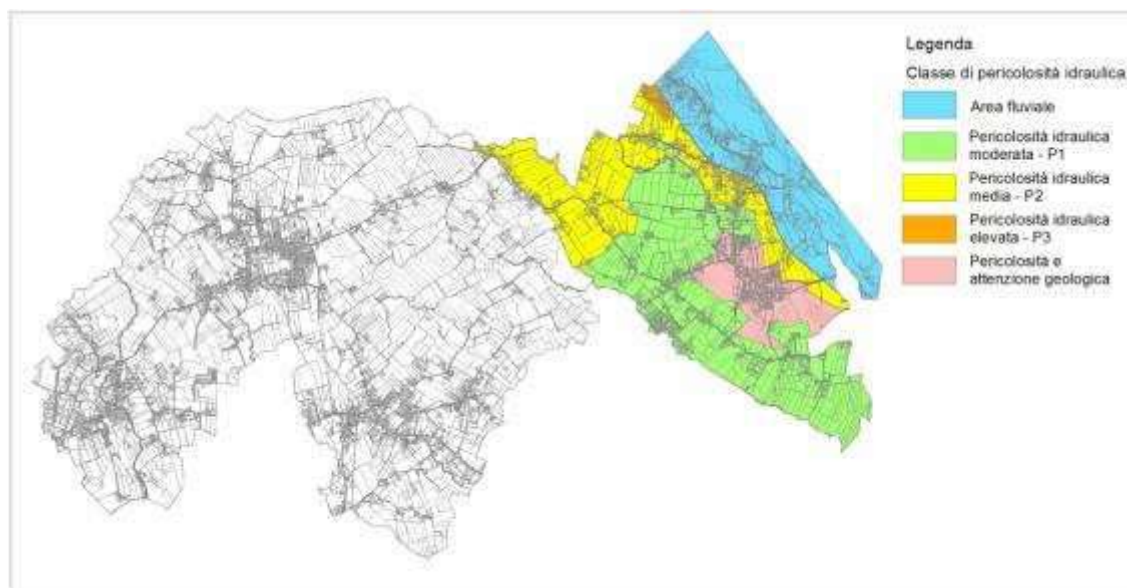 Legenda
Classe di pericolosità idraulica
Area fluviale
Pericolosità idraulica
moderata - P1
Pericolosità idraulica
media - P2
Pericolosità idraulica
elevata - P3
Pericolosità e
attenzione geologica